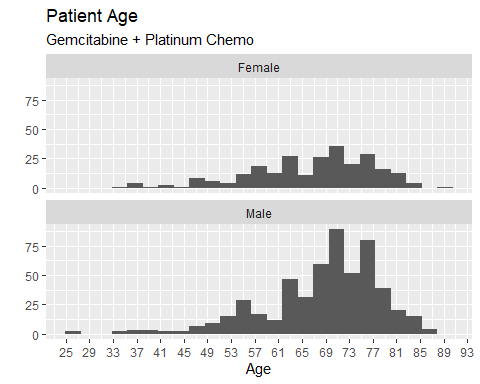 Patient Age
Gemcitabine + Platinum Chemo
Female
75
50
25
0
Male
75
50
25
0
25 29 33 37 41 45 49 53 57 61 65 69 73 77 81 85 89 93
Age